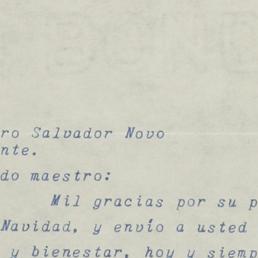 ro Salvador Novo
nte.
do maestro:
Mil gracias por su p
Navidad, y envío a usted
y bienestar, hoy y siemp